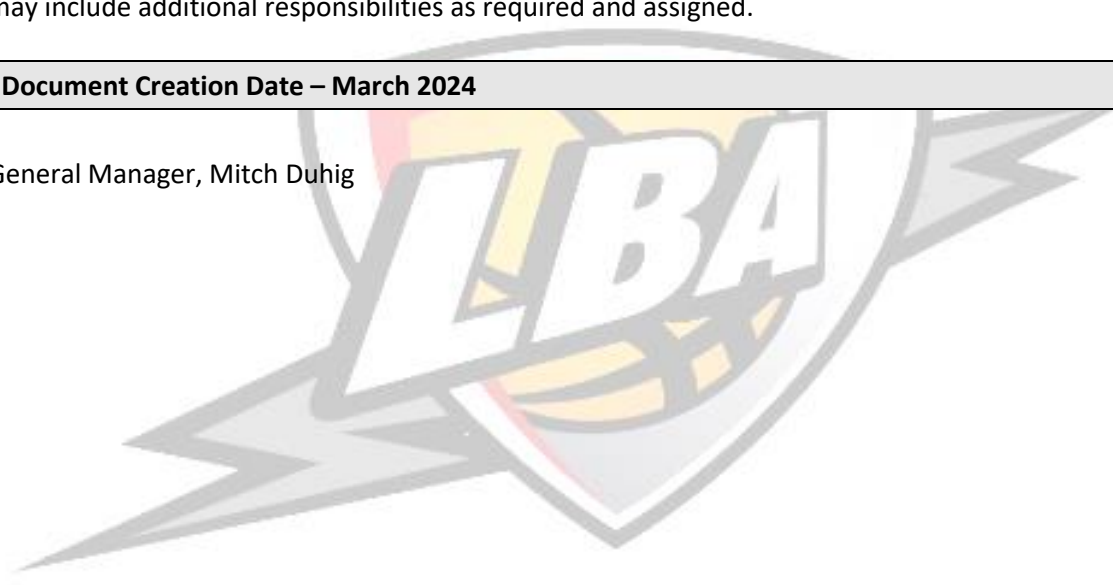 may include additional responsibilities as required and assigned.
Document Creation Date – March 2024
General Manager, Mitch Duhig
LBA